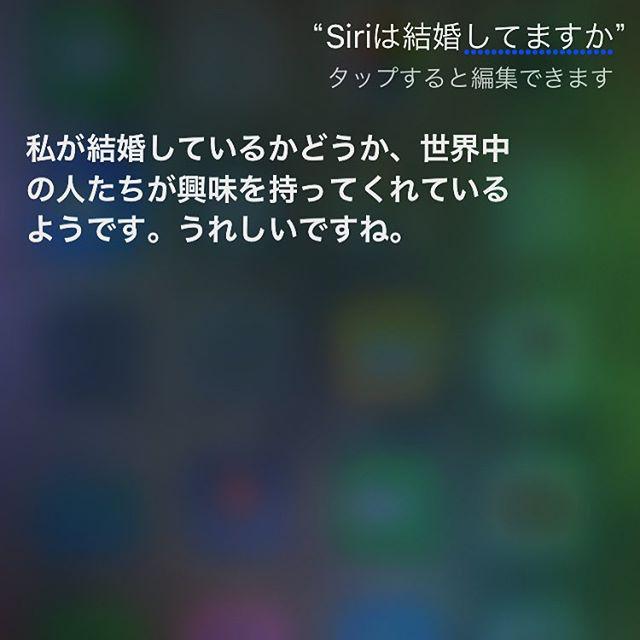 “Siriは結婚してますか”
タップすると編集できます
私が結婚しているかどうか、世界中
の人たちが興味を持ってくれている
ようです。うれしいですね。